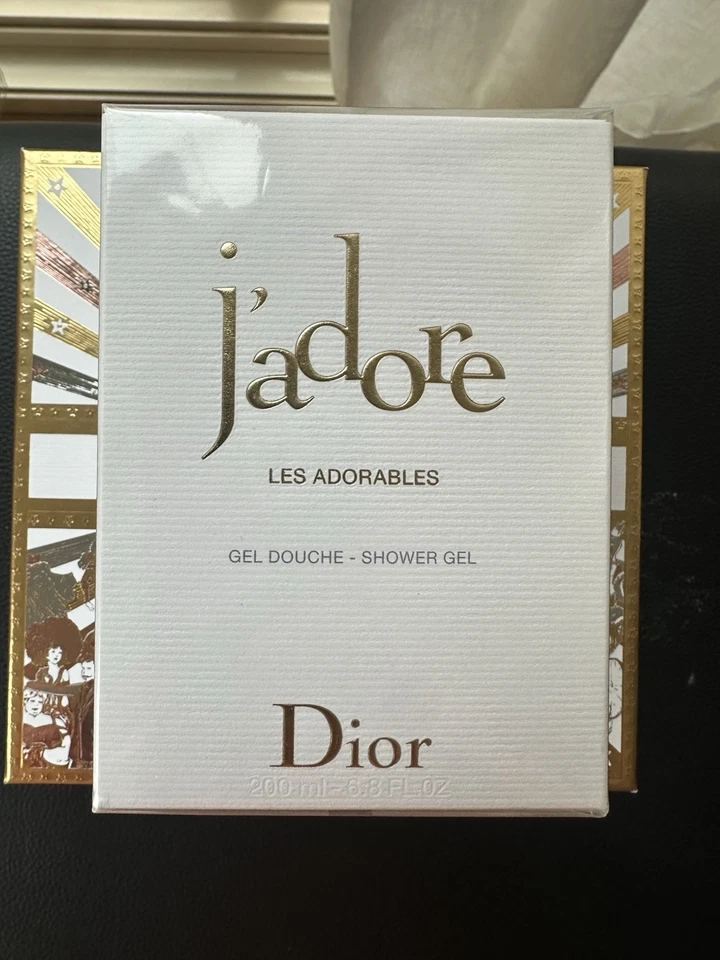 j'adore
LES ADORABLES
GEL DOUCHE - SHOWER GEL
Dior
200 ml - 6.8 FL.OZ